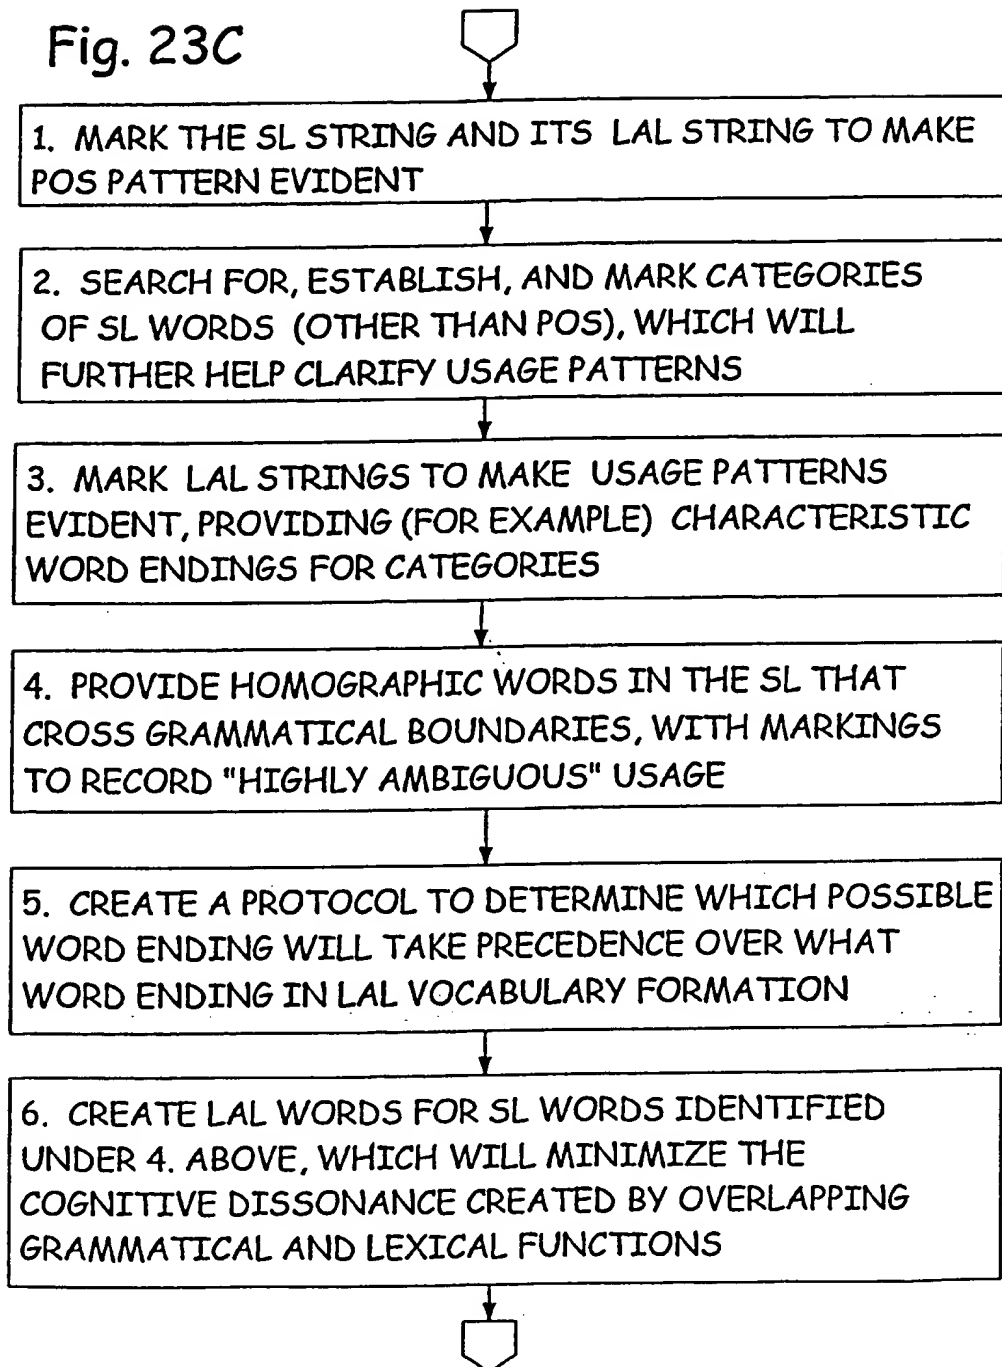 Fig. 23C
1. MARK THE SL STRING AND ITS LAL STRING TO MAKE
POS PATTERN EVIDENT
2. SEARCH FOR, ESTABLISH, AND MARK CATEGORIES
OF SL WORDS (OTHER THAN POS), WHICH WILL
FURTHER HELP CLARIFY USAGE PATTERNS
3. MARK LAL STRINGS TO MAKE USAGE PATTERNS
EVIDENT, PROVIDING (FOR EXAMPLE) CHARACTERISTIC
WORD ENDINGS FOR CATEGORIES
4. PROVIDE HOMOGRAPHIC WORDS IN THE SL THAT
CROSS GRAMMATICAL BOUNDARIES, WITH MARKINGS
TO RECORD "HIGHLY AMBIGUOUS" USAGE
5. CREATE A PROTOCOL TO DETERMINE WHICH POSSIBLE
WORD ENDING WILL TAKE PRECEDENCE OVER WHAT
WORD ENDING IN LAL VOCABULARY FORMATION
6. CREATE LAL WORDS FOR SL WORDS IDENTIFIED
UNDER 4. ABOVE, WHICH WILL MINIMIZE THE
COGNITIVE DISSONANCE CREATED BY OVERLAPPING
GRAMMATICAL AND LEXICAL FUNCTIONS